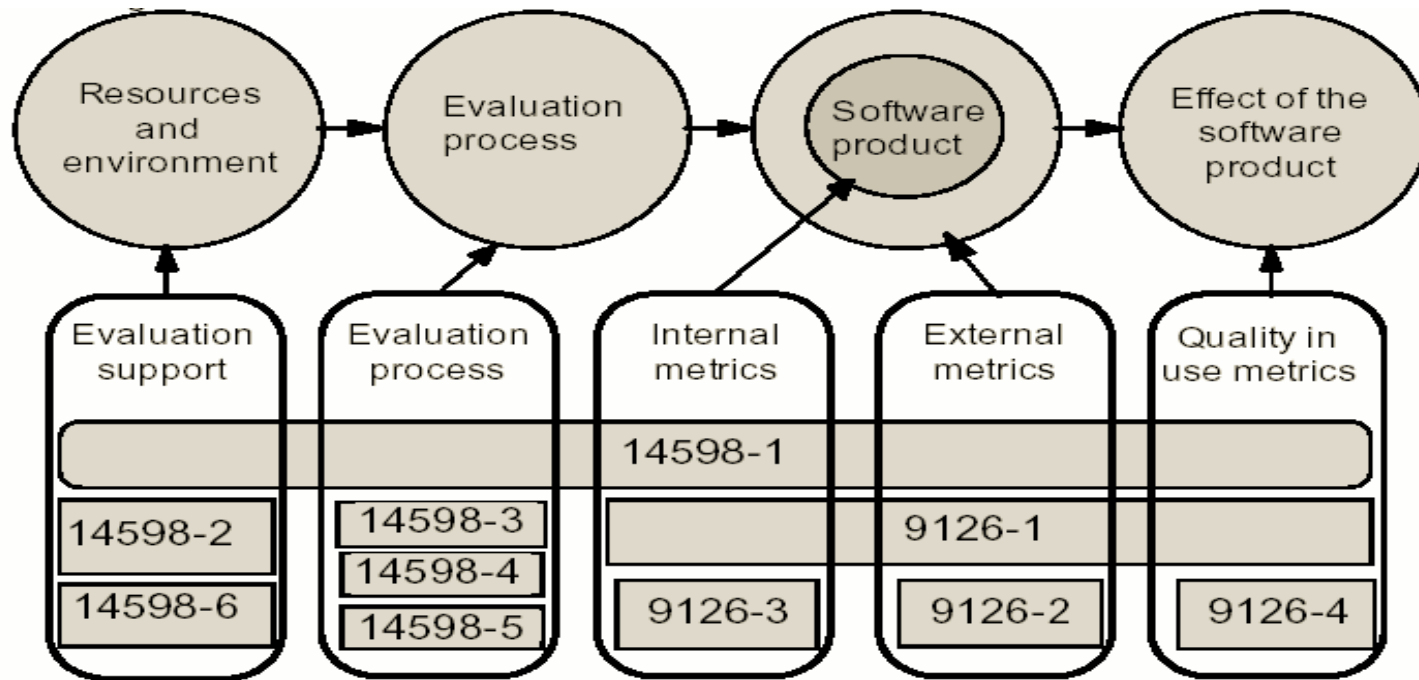 Resources
and
environment
Evaluation
process
Software
product
Effect of the
software
product
Evaluation
support
Evaluation
process
Internal
metrics
External
metrics
Quality in
use metrics
14598-1
14598-2
14598-6
14598-3
14598-4
14598-5
9126-1
9126-3
9126-2
9126-4